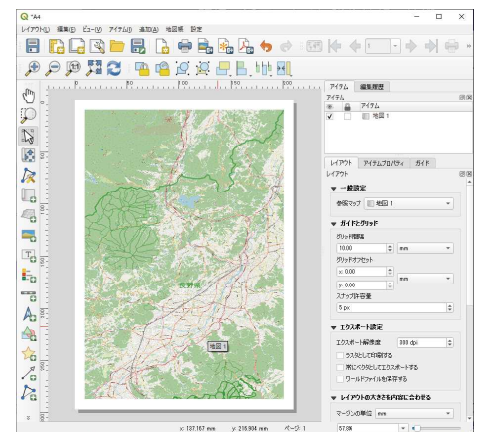 *A4
レイアウト(L) 編集(E) ビュー(V) アイテム(I) 追加(A) 地図帳 設定
アイテム 編集履歴
アイテム
アイテム
地図 1
長野県
地図 1
レイアウト アイテムプロパティ ガイド
レイアウト
一般設定
参照マップ 地図 1
ガイドとグリッド
グリッド間隔
10.00 mm
グリッドオフセット
x: 0.00
mm
y: 0.00
スナップ許容量
5 px
エクスポート設定
エクスポート解像度 300 dpi
ラスタとして印刷する
常にベクタとしてエクスポートする
ワールドファイルを保存する
レイアウトの大きさを内容に合わせる
マージンの単位 mm
x: 137.167 mm y: 216.904 mm ページ: 1 57.8%